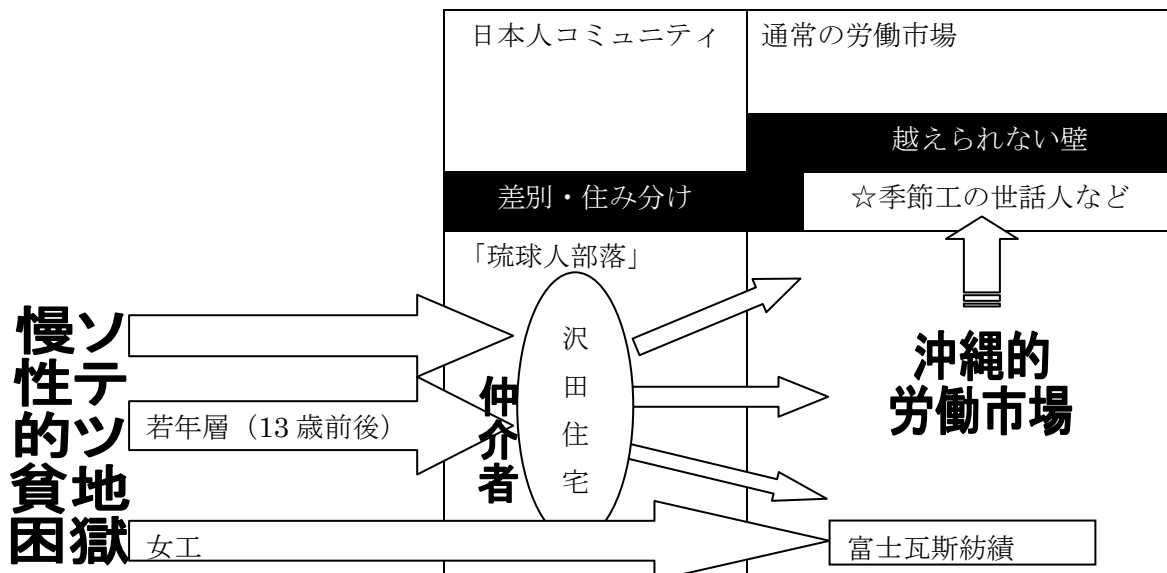 日本人コミュニティ
通常の労働市場
越えられない壁
差別・住み分け
☆季節工の世話人など
「琉球人部落」
沢田住宅
仲介者
ソテツ地獄
慢性的貧困
若年層（13歳前後）
女工
沖縄的
労働市場
富士瓦斯紡績